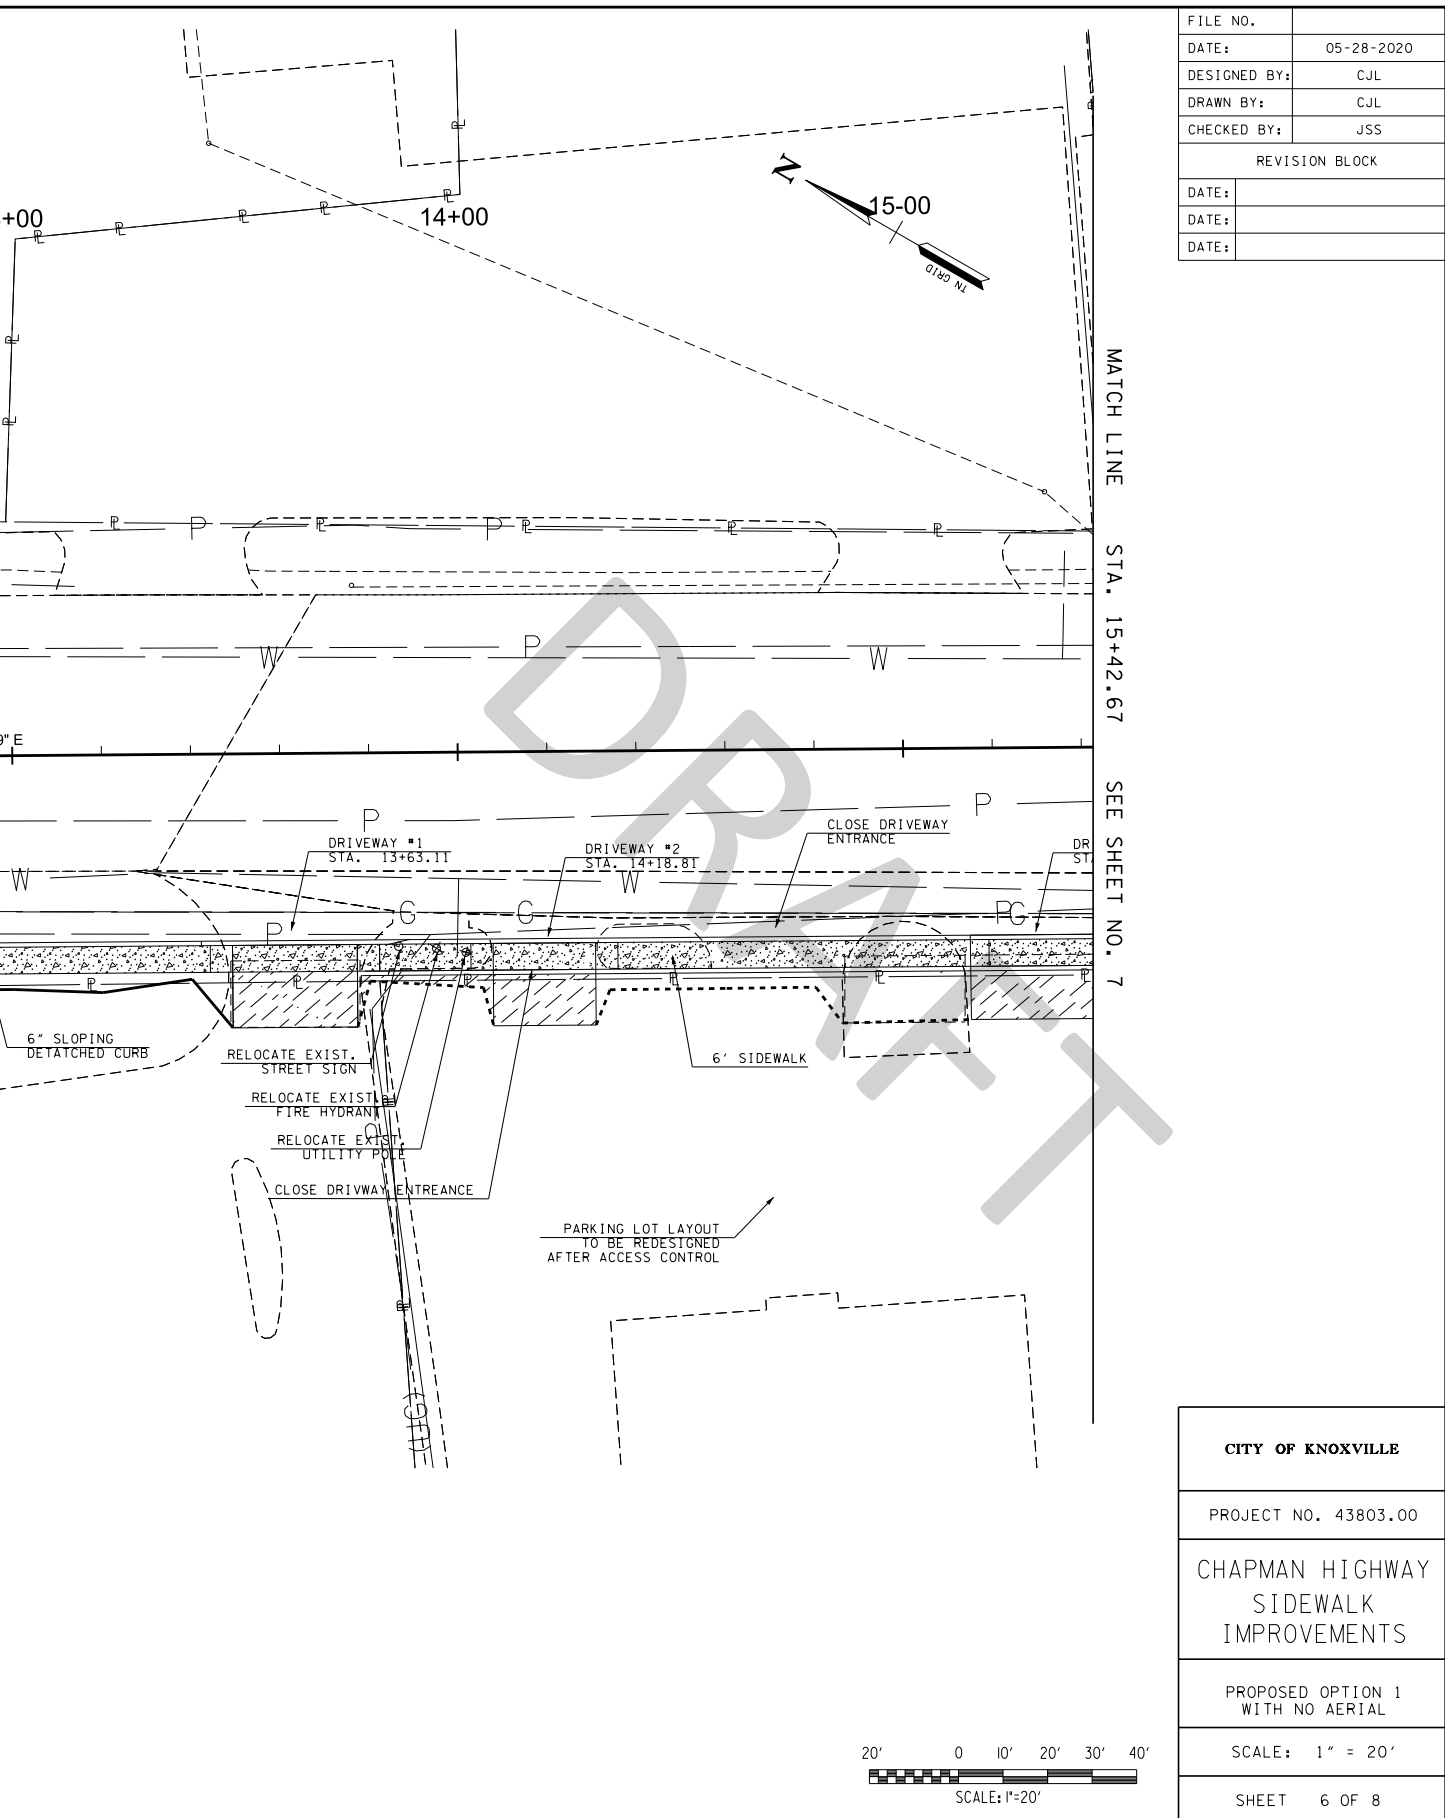 FILE NO.
DATE: 05-28-2020
DESIGNED BY: CJL
DRAWN BY: CJL
CHECKED BY: JSS
REVISION BLOCK
DATE:
DATE:
DATE:
+00
14+00
N
15-00
TN GRID
MATCH LINE STA. 15+42.67 SEE SHEET NO. 7
P P
P
W W
9" E
P P
DRIVEWAY #1
STA. 13+63.11
DRIVEWAY #2
STA. 14+18.81
CLOSE DRIVEWAY
ENTRANCE
DR
ST
W W
G G P G
P
L
6" SLOPING
DETATCHED CURB
RELOCATE EXIST.
STREET SIGN
RELOCATE EXIST.
FIRE HYDRANT
RELOCATE EXIST.
UTILITY POLE
CLOSE DRIVWAY ENTREANCE
6' SIDEWALK
PARKING LOT LAYOUT
TO BE REDESIGNED
AFTER ACCESS CONTROL
DRAFT
CITY OF KNOXVILLE
PROJECT NO. 43803.00
CHAPMAN HIGHWAY
SIDEWALK
IMPROVEMENTS
PROPOSED OPTION 1
WITH NO AERIAL
SCALE: 1" = 20'
SHEET 6 OF 8
20' 0 10' 20' 30' 40'
SCALE: 1"=20'